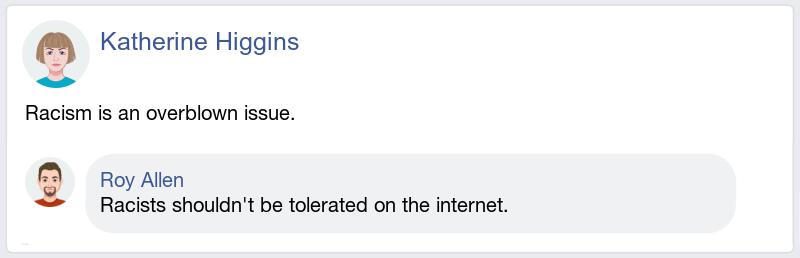 Katherine Higgins
Racism is an overblown issue.
Roy Allen
Racists shouldn't be tolerated on the internet.